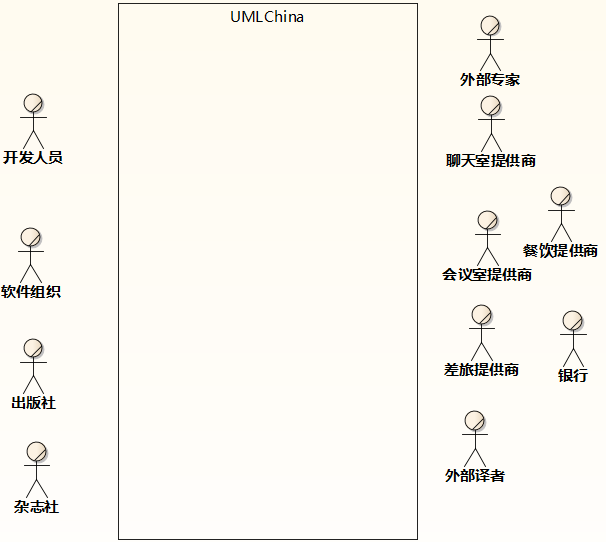 UMLChina
外部专家
开发人员
聊天室提供商
餐饮提供商
会议室提供商
软件组织
差旅提供商
银行
出版社
外部译者
杂志社